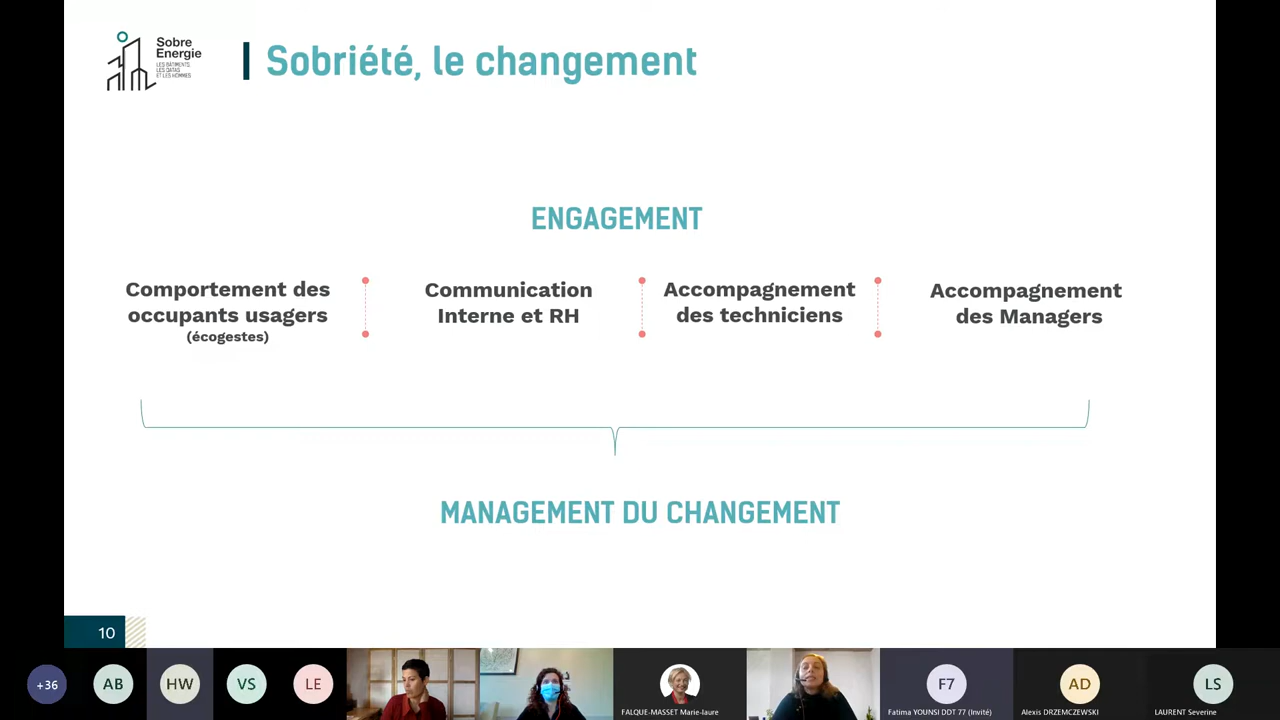 Sobre
Energie
LES BÂTIMENTS,
LES DATAS
ET LES HOMMES
Sobriété, le changement
ENGAGEMENT
Comportement des
occupants usagers
(écogestes)
Communication
Interne et RH
Accompagnement
des techniciens
Accompagnement
des Managers
MANAGEMENT DU CHANGEMENT
10
+36
AB
HW
VS
LE
FALQUE-MASSET Marie-laure
F7
Fatima YOUNSI DDT 77 (Invité)
AD
Alexis DRZEMCZEWSKI
LS
LAURENT Severine